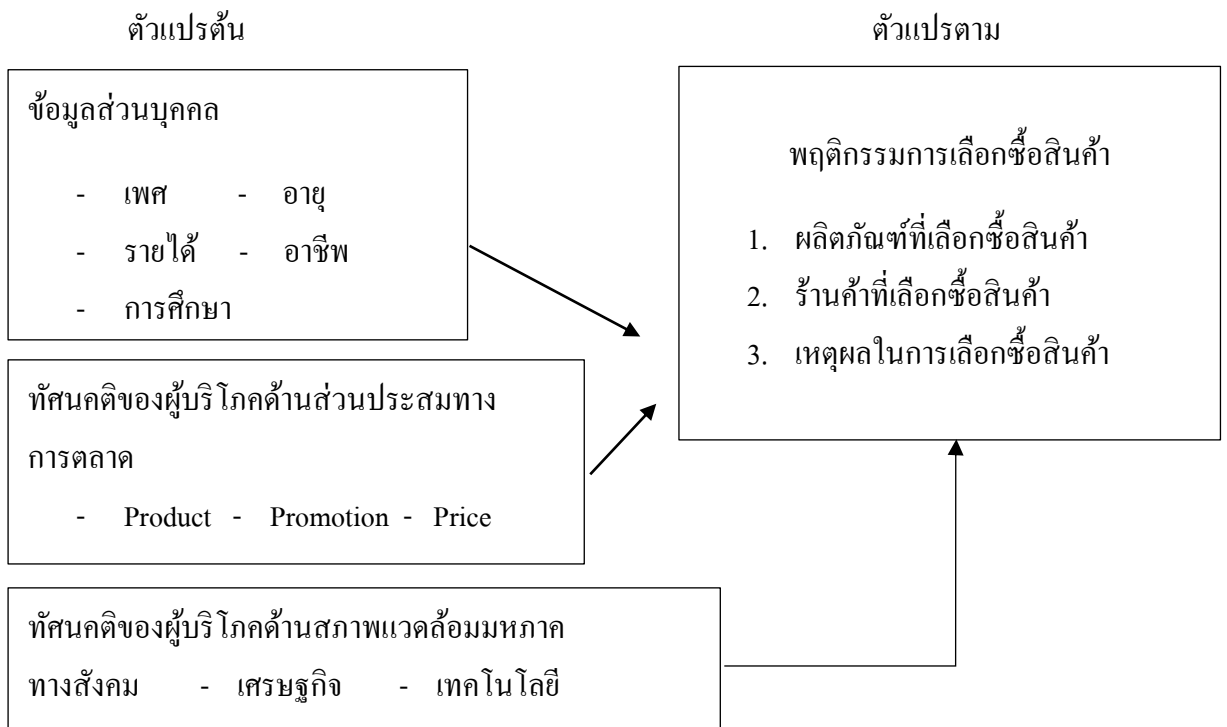 ตัวแปรต้น
ตัวแปรตาม
ข้อมูลส่วนบุคคล
- เพศ - อายุ
- รายได้ - อาชีพ
- การศึกษา
ทัศนคติของผู้บริโภคด้านส่วนประสมทาง
การตลาด
- Product - Promotion - Price
ทัศนคติของผู้บริโภคด้านสภาพแวดล้อมมหภาค
ทางสังคม - เศรษฐกิจ - เทคโนโลยี
พฤติกรรมการเลือกซื้อสินค้า
1. ผลิตภัณฑ์ที่เลือกซื้อสินค้า
2. ร้านค้าที่เลือกซื้อสินค้า
3. เหตุผลในการเลือกซื้อสินค้า